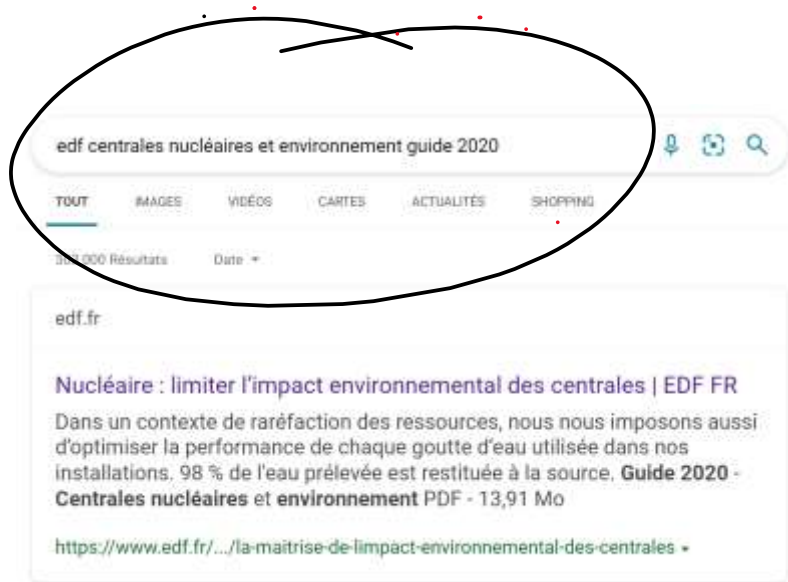 edf centrales nucléaires et environnement guide 2020
TOUT IMAGES VIDÉOS CARTES ACTUALITÉS SHOPPING
Résultats Date
edf.fr
Nucléaire : limiter l'impact environnemental des centrales | EDF FR
Dans un contexte de raréfaction des ressources, nous nous imposons aussi
d'optimiser la performance de chaque goutte d'eau utilisée dans nos
installations. 98 % de l'eau prélevée est restituée à la source. Guide 2020 -
Centrales nucléaires et environnement PDF - 13,91 Mo
https://www.edf.fr/.../la-maitrise-de-limpact-environnemental-des-centrales